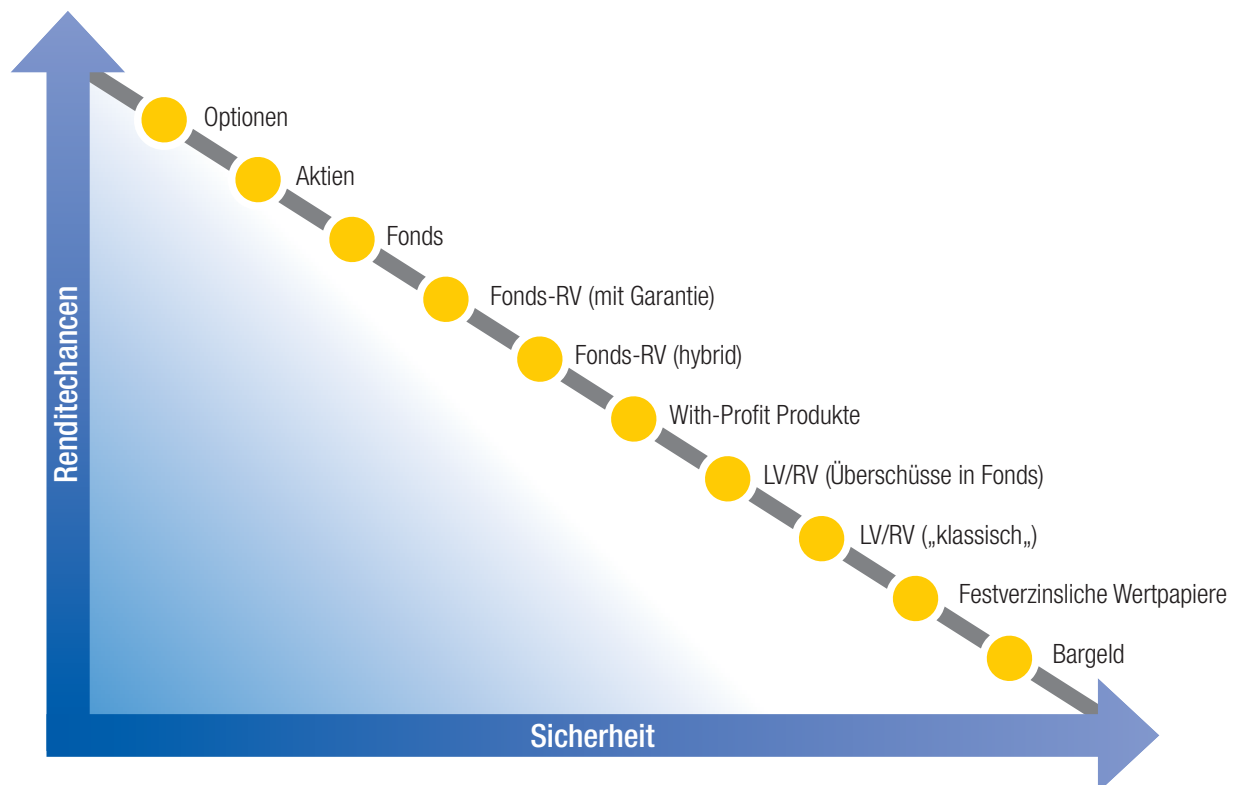 Optionen
Aktien
Fonds
Fonds-RV (mit Garantie)
Fonds-RV (hybrid)
With-Profit Produkte
LV/RV (Überschüsse in Fonds)
LV/RV („klassisch„)
Festverzinsliche Wertpapiere
Bargeld
Renditechancen
Sicherheit